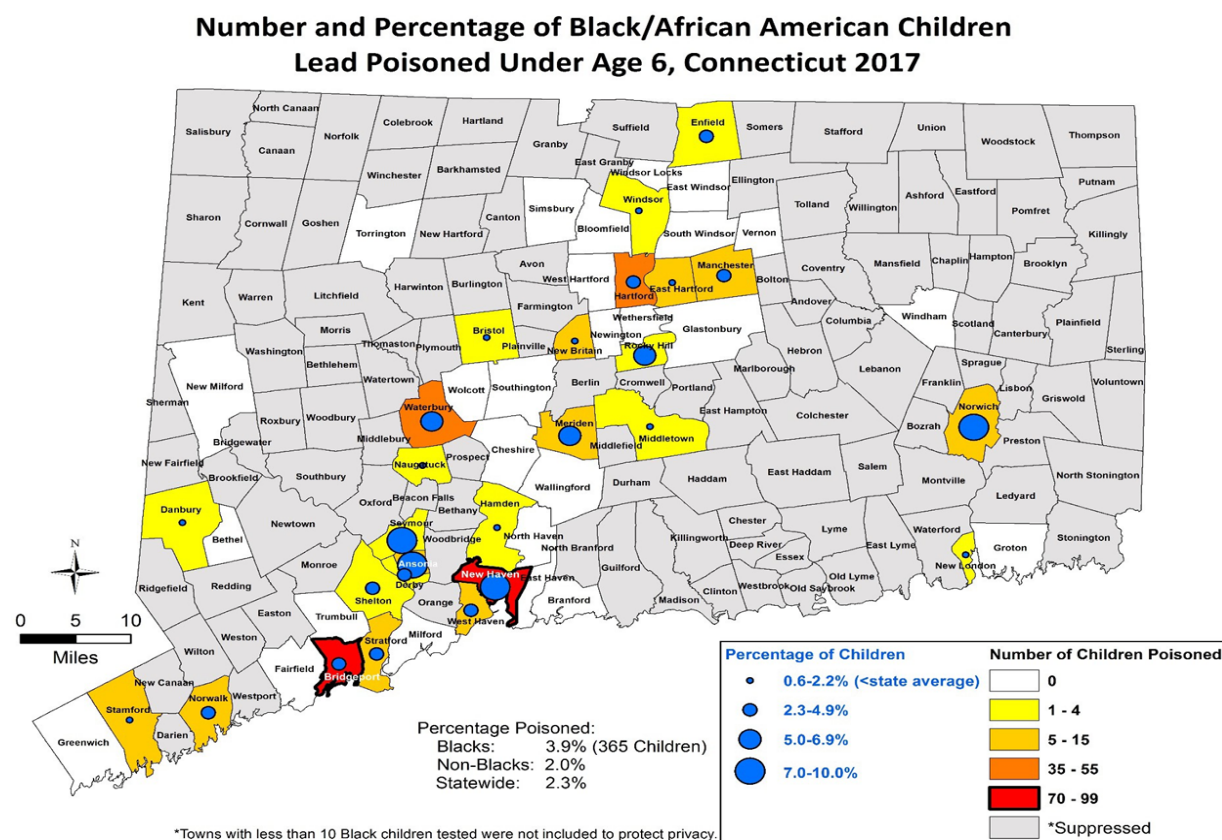 Number and Percentage of Black/African American Children
Lead Poisoned Under Age 6, Connecticut 2017
North Canaan
Salisbury
Norfolk
Colebrook
Hartland
Suffield
Enfield
Somers
Stafford
Union
Woodstock
Thompson
Canaan
Granby
East Granby
Winchester
Barkhamsted
Windsor Locks
East Windsor
Ellington
Putnam
Sharon
Cornwall
Goshen
Torrington
New Hartford
Canton
Simsbury
Bloomfield
Windsor
South Windsor
Vernon
Tolland
Willington
Ashford
Eastford
Pomfret
Killingly
Kent
Warren
Litchfield
Harwinton
Burlington
Avon
West Hartford
Hartford
East Hartford
Manchester
Bolton
Coventry
Mansfield
Chaplin
Hampton
Brooklyn
Farmington
Andover
Morris
Thomaston
Plymouth
Bristol
Plainville
New Britain
Newington
Wethersfield
Rocky Hill
Glastonbury
Hebron
Columbia
Windham
Scotland
Canterbury
Plainfield
Sterling
Washington
Bethlehem
Watertown
New Milford
Sherman
Roxbury
Woodbury
Waterbury
Wolcott
Southington
Berlin
Cromwell
Portland
Marlborough
Lebanon
Franklin
Sprague
Lisbon
Griswold
Voluntown
Bridgewater
Middlebury
Cheshire
Meriden
Middlefield
Middletown
East Hampton
Colchester
Bozrah
Norwich
Preston
New Fairfield
Brookfield
Southbury
Naugatuck
Prospect
Wallingford
Durham
Haddam
East Haddam
Salem
Montville
Ledyard
North Stonington
Danbury
Bethel
Newtown
Oxford
Beacon Falls
Bethany
Hamden
Seymour
Woodbridge
North Haven
North Branford
Killingworth
Chester
Deep River
Essex
Lyme
East Lyme
Waterford
New London
Groton
Stonington
Ridgefield
Redding
Monroe
Ansonia
Derby
Shelton
Orange
New Haven
East Haven
West Haven
Branford
Guilford
Madison
Clinton
Westbrook
Old Saybrook
Old Lyme
Easton
Trumbull
Stratford
Milford
Bridgeport
Fairfield
Weston
Wilton
New Canaan
Norwalk
Westport
Stamford
Darien
Greenwich
N
0 5 10
Miles
Percentage Poisoned:
Blacks: 3.9% (365 Children)
Non-Blacks: 2.0%
Statewide: 2.3%
*Towns with less than 10 Black children tested were not included to protect privacy.
Percentage of Children
0.6-2.2% (<state average)
2.3-4.9%
5.0-6.9%
7.0-10.0%
Number of Children Poisoned
0
1 - 4
5 - 15
35 - 55
70 - 99
*Suppressed